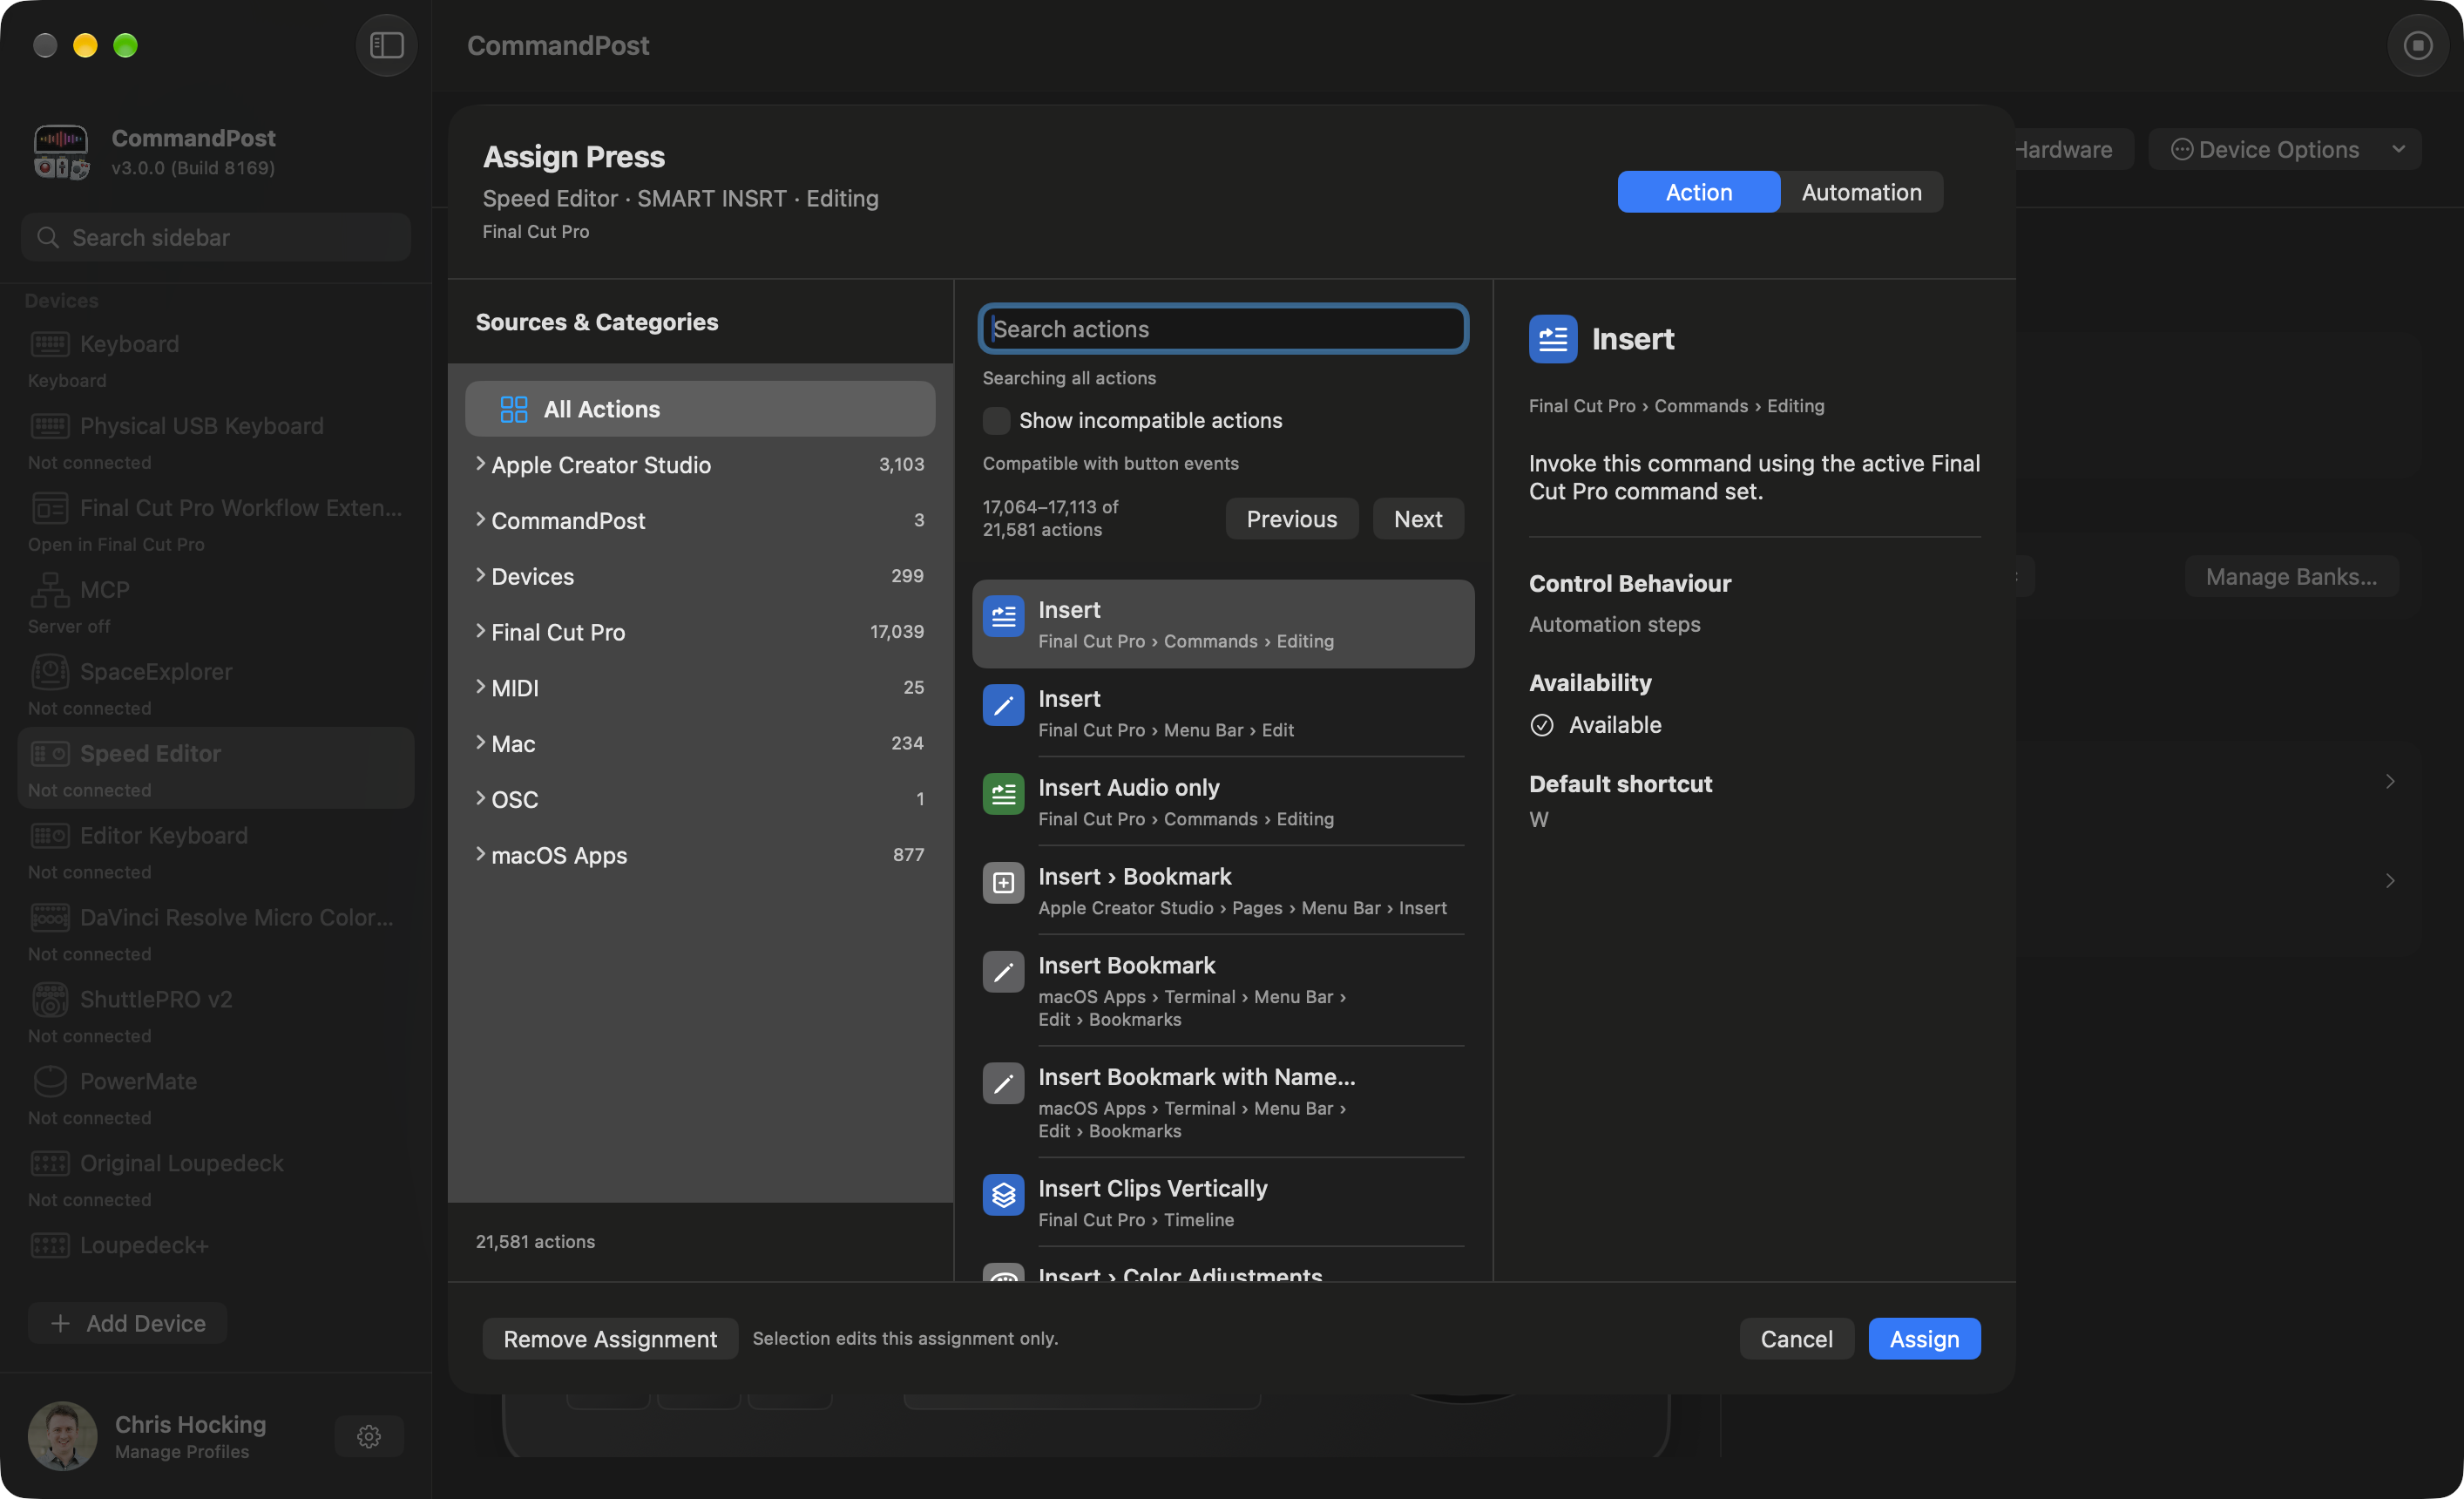 CommandPost
CommandPost
v3.0.0 (Build 8169)
Search sidebar
Devices
Keyboard
Keyboard
Physical USB Keyboard
Not connected
Final Cut Pro Workflow Exten...
Open in Final Cut Pro
MCP
Server off
SpaceExplorer
Not connected
Speed Editor
Not connected
Editor Keyboard
Not connected
DaVinci Resolve Micro Color...
Not connected
ShuttlePRO v2
Not connected
PowerMate
Not connected
Original Loupedeck
Not connected
Loupedeck+
Add Device
Chris Hocking
Manage Profiles
Hardware
Device Options
Manage Banks...
Assign Press
Speed Editor · SMART INSRT · Editing
Final Cut Pro
Action
Automation
Sources & Categories
All Actions
Apple Creator Studio 3,103
CommandPost 3
Devices 299
Final Cut Pro 17,039
MIDI 25
Mac 234
OSC 1
macOS Apps 877
21,581 actions
Search actions
Searching all actions
Show incompatible actions
Compatible with button events
17,064–17,113 of
21,581 actions
Previous
Next
Insert
Final Cut Pro › Commands › Editing
Insert
Final Cut Pro › Menu Bar › Edit
Insert Audio only
Final Cut Pro › Commands › Editing
Insert › Bookmark
Apple Creator Studio › Pages › Menu Bar › Insert
Insert Bookmark
macOS Apps › Terminal › Menu Bar ›
Edit › Bookmarks
Insert Bookmark with Name...
macOS Apps › Terminal › Menu Bar ›
Edit › Bookmarks
Insert Clips Vertically
Final Cut Pro › Timeline
Insert › Color Adjustments
Insert
Final Cut Pro › Commands › Editing
Invoke this command using the active Final
Cut Pro command set.
Control Behaviour
Automation steps
Availability
Available
Default shortcut
W
Remove Assignment
Selection edits this assignment only.
Cancel
Assign